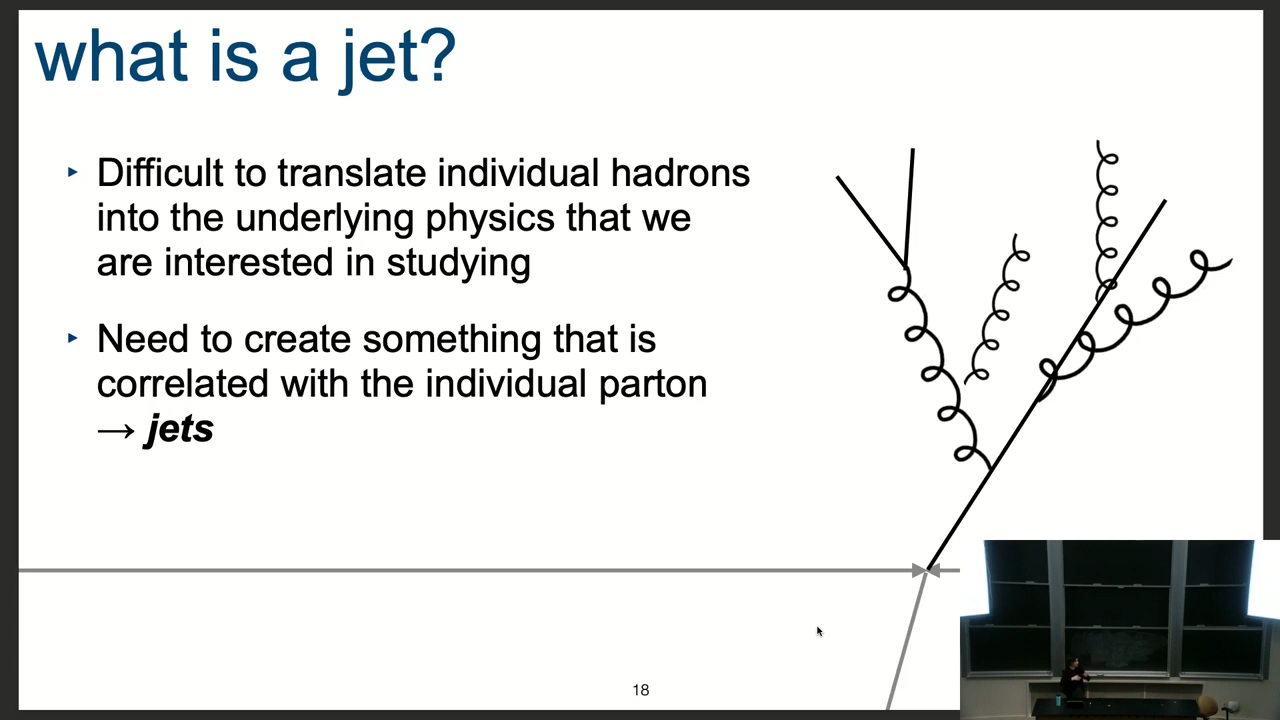 what is a jet?
‣ Difficult to translate individual hadrons
into the underlying physics that we
are interested in studying
‣ Need to create something that is
correlated with the individual parton
→ jets
18